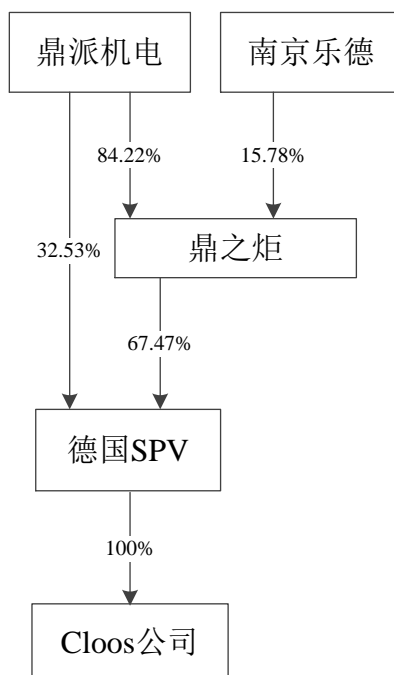 鼎派机电
南京乐德
84.22%
15.78%
鼎之炬
32.53%
67.47%
德国SPV
100%
Cloos公司